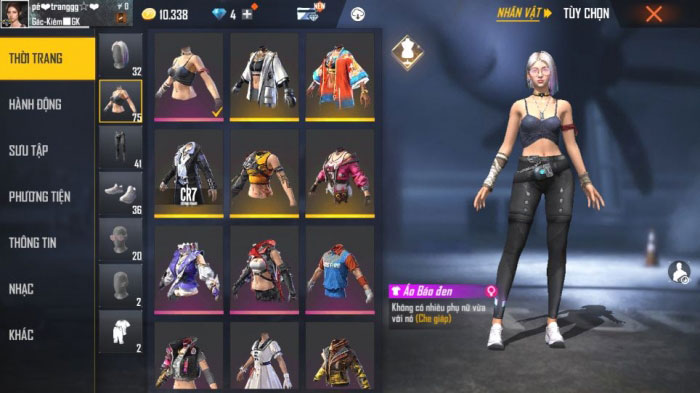 pé❤tranggg☆❤
Gác-Kiếm⬛GK
10.338
4
NHÂN VẬT
TÙY CHỌN
THỜI TRANG
HÀNH ĐỘNG
SƯU TẬP
PHƯƠNG TIỆN
THÔNG TIN
NHẠC
KHÁC
32
75
41
36
20
2
2
CR7
Áo Báo đen
Không có nhiều phụ nữ vừa
với nó (Che giáp)